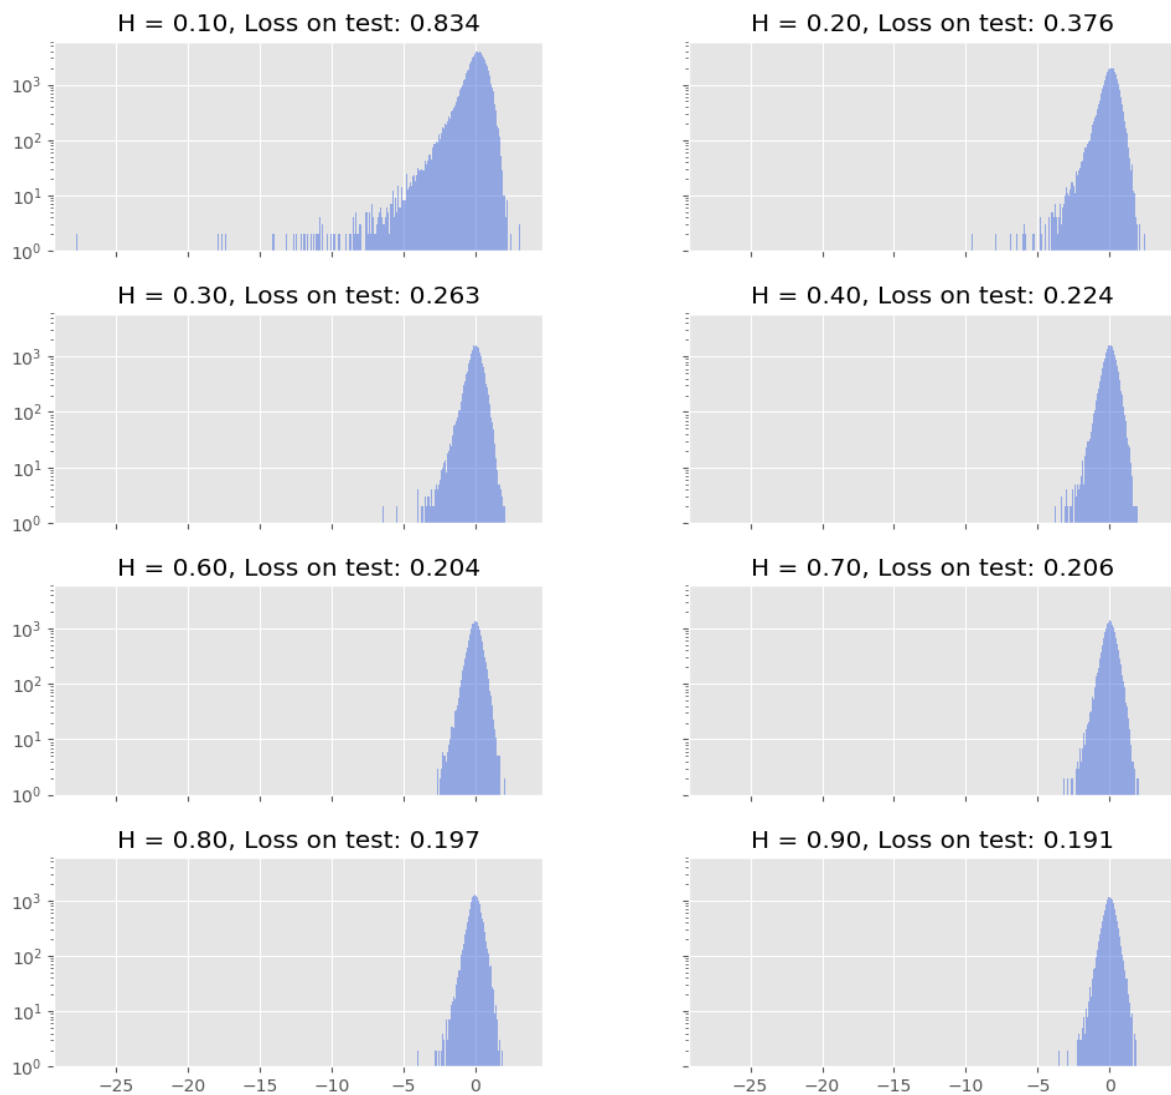 H = 0.10, Loss on test: 0.834
H = 0.20, Loss on test: 0.376
10³
10²
10¹
10⁰
H = 0.30, Loss on test: 0.263
H = 0.40, Loss on test: 0.224
10³
10²
10¹
10⁰
H = 0.60, Loss on test: 0.204
H = 0.70, Loss on test: 0.206
10³
10²
10¹
10⁰
H = 0.80, Loss on test: 0.197
H = 0.90, Loss on test: 0.191
10³
10²
10¹
10⁰
−25 −20 −15 −10 −5 0
−25 −20 −15 −10 −5 0